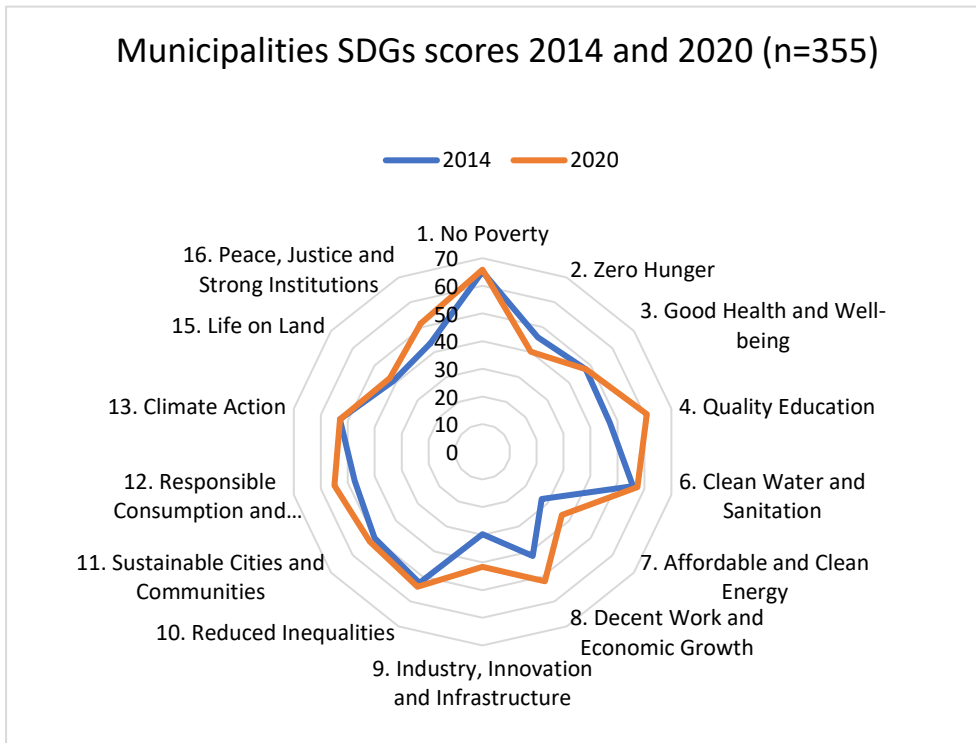 Municipalities SDGs scores 2014 and 2020 (n=355)
2014
2020
1. No Poverty
2. Zero Hunger
3. Good Health and Well-
being
4. Quality Education
6. Clean Water and
Sanitation
7. Affordable and Clean
Energy
8. Decent Work and
Economic Growth
9. Industry, Innovation
and Infrastructure
10. Reduced Inequalities
11. Sustainable Cities and
Communities
12. Responsible
Consumption and...
13. Climate Action
15. Life on Land
16. Peace, Justice and
Strong Institutions
70
60
50
40
30
20
10
0